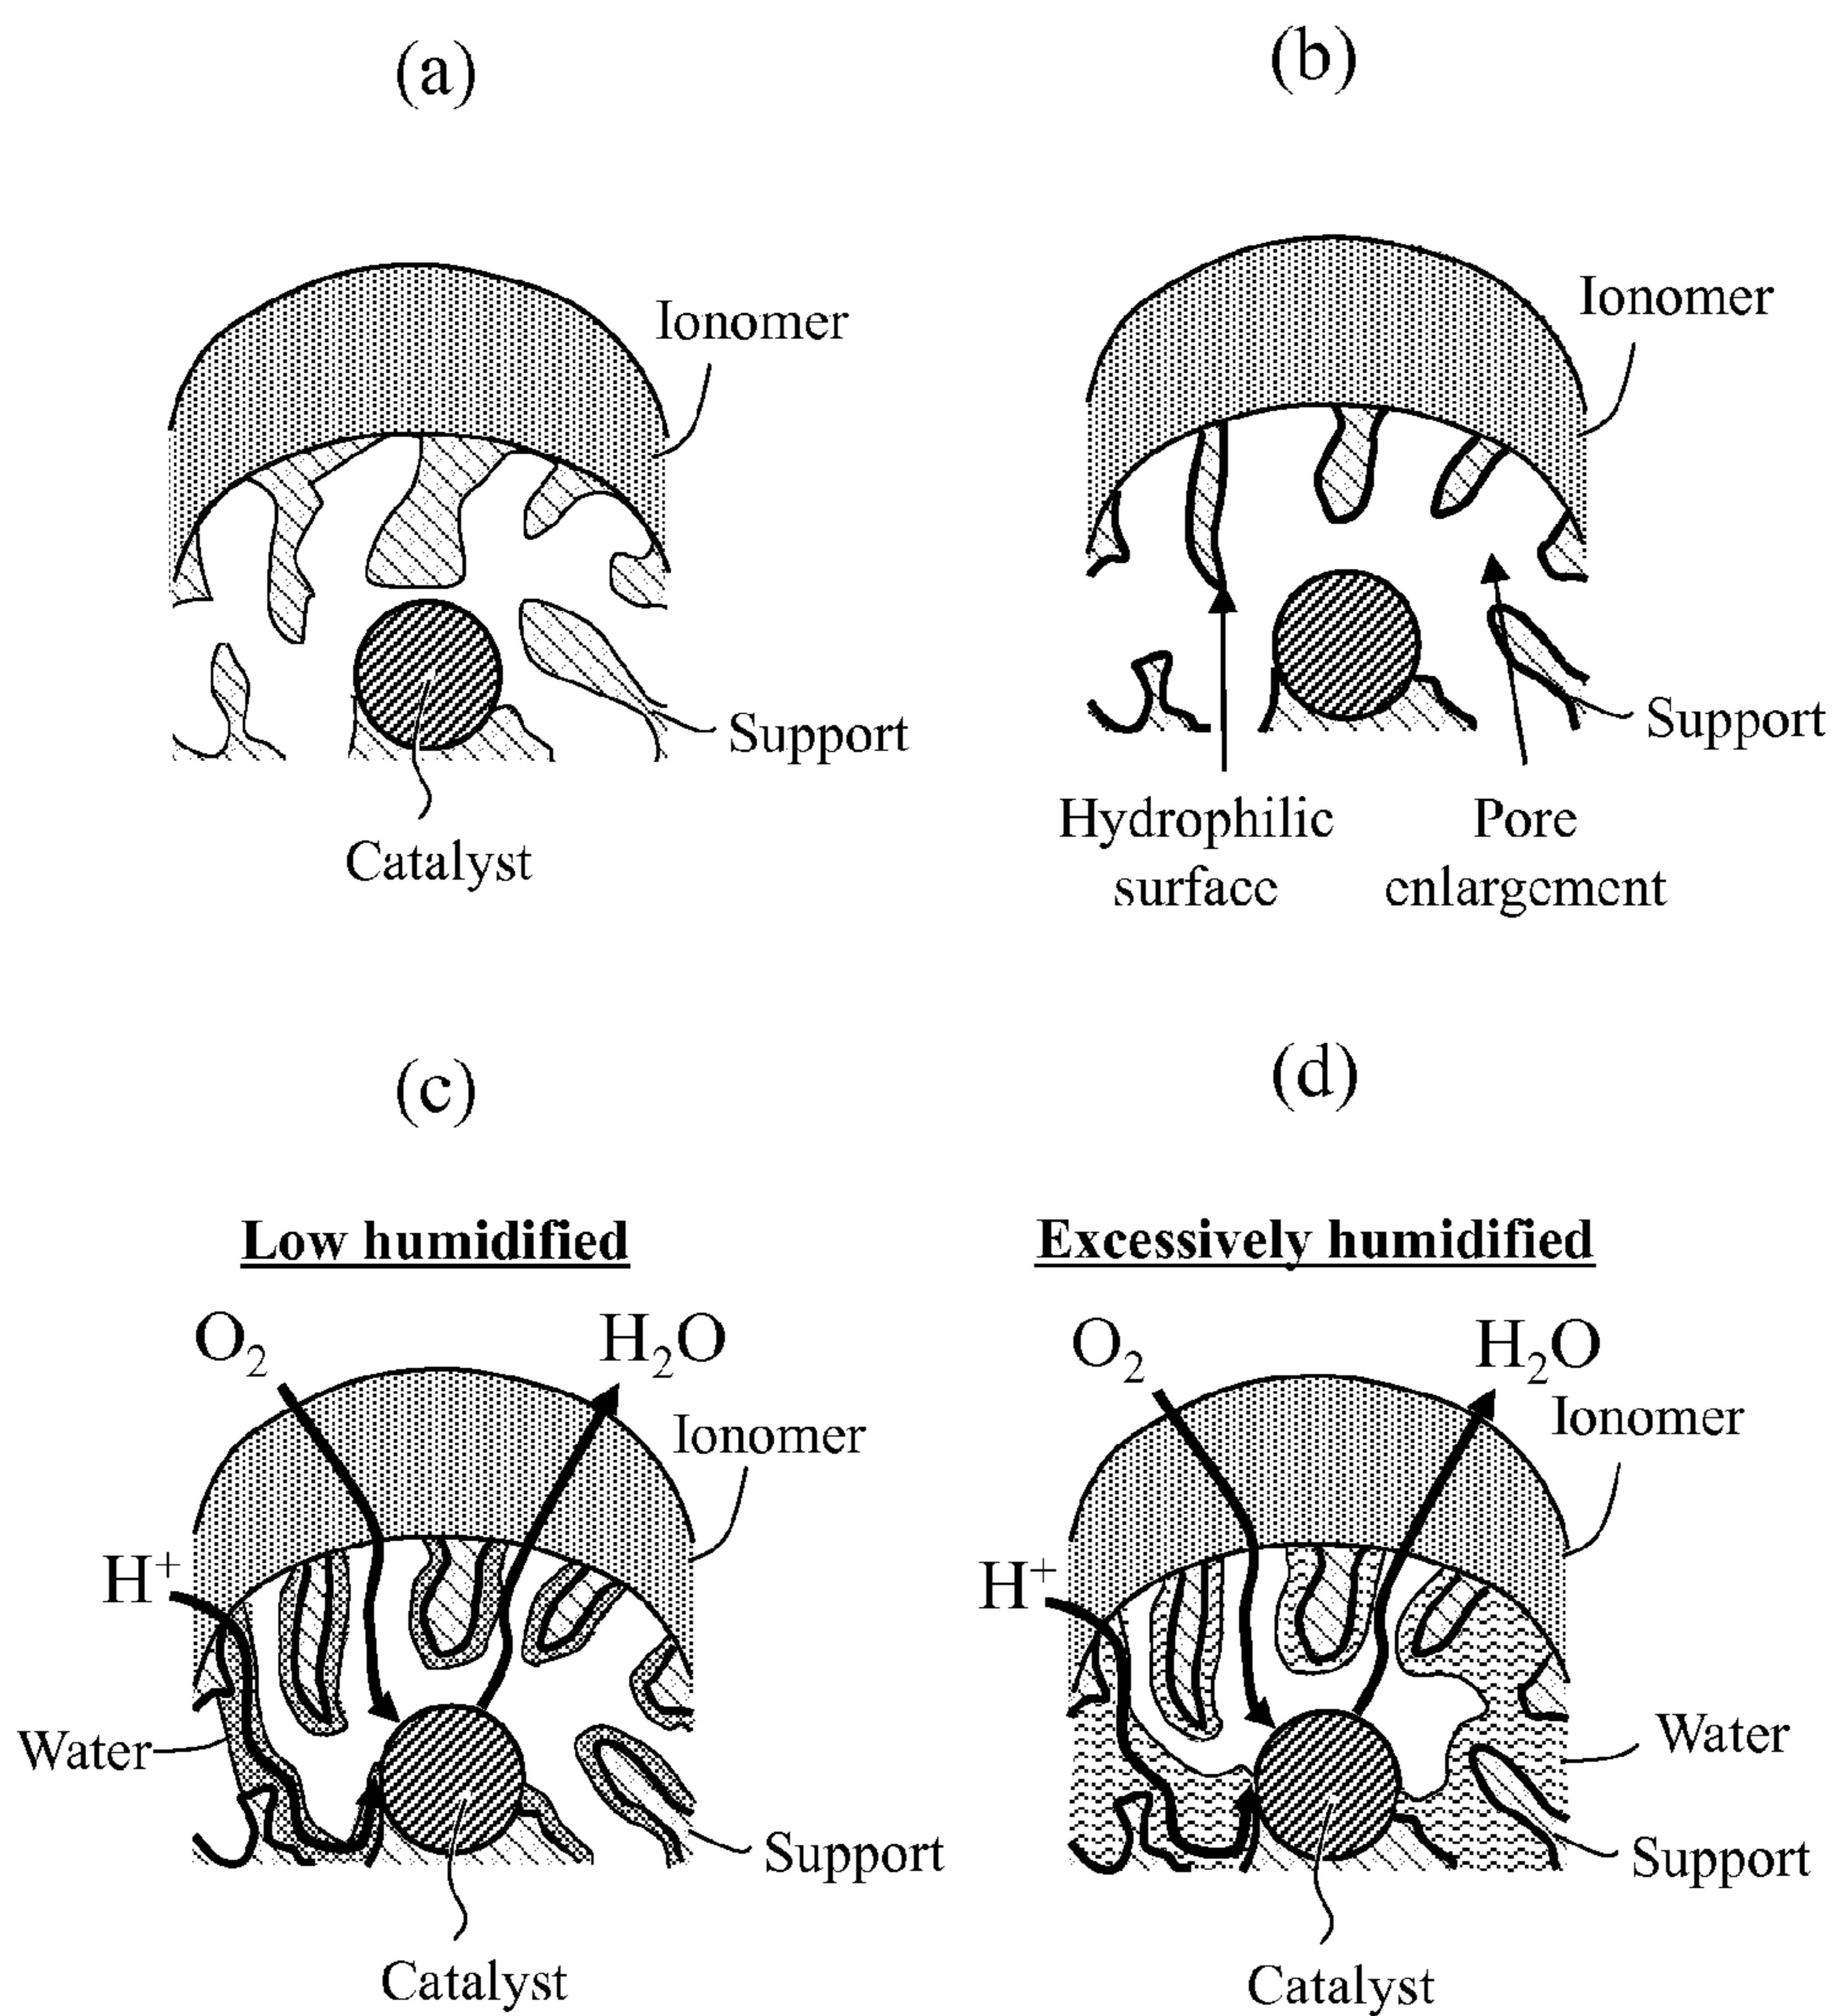 (a)
(b)
Ionomer
Ionomer
Support
Support
Catalyst
Hydrophilic
surface
Pore
enlargement
(c)
(d)
Low humidified
Excessively humidified
O₂
H₂O
O₂
H₂O
Ionomer
Ionomer
H⁺
H⁺
Water
Water
Support
Support
Catalyst
Catalyst